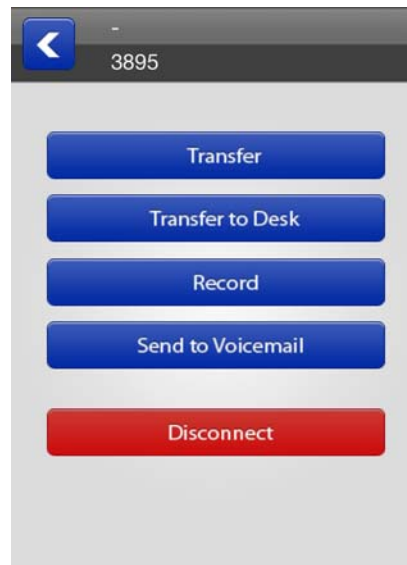 -
3895
Transfer
Transfer to Desk
Record
Send to Voicemail
Disconnect